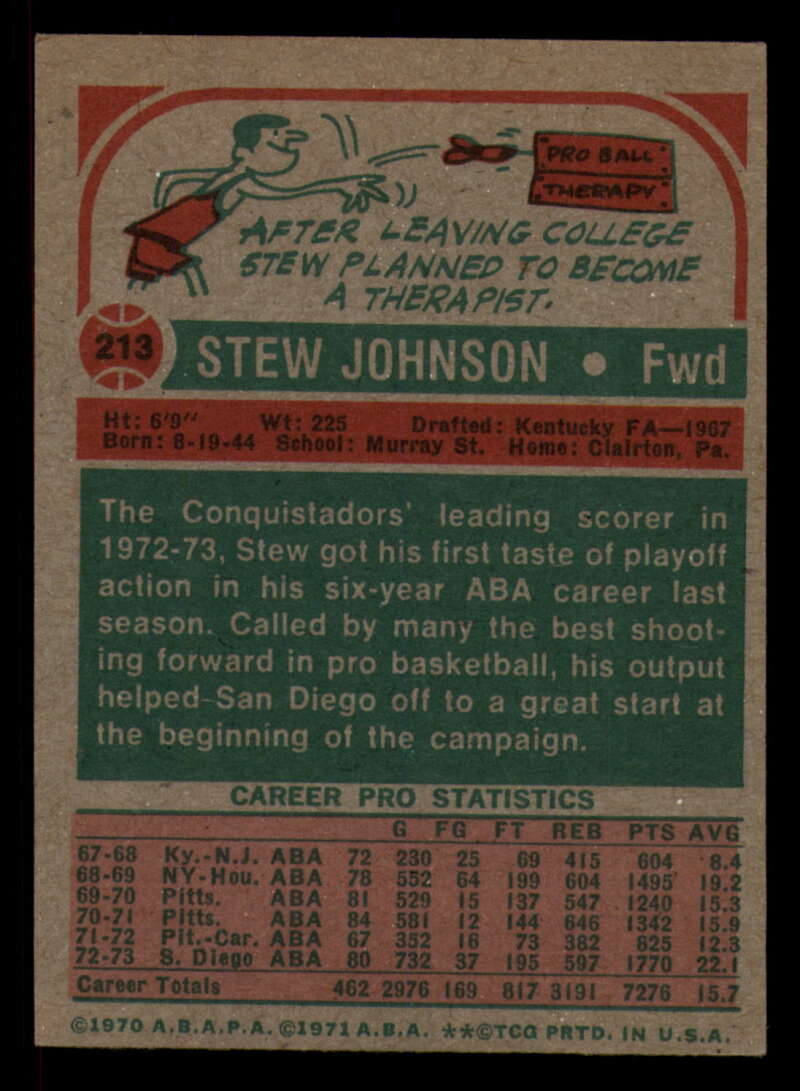 PRO BALL
THERAPY
AFTER LEAVING COLLEGE
STEW PLANNED TO BECOME
A THERAPIST.
213 STEW JOHNSON • Fwd
Ht: 6'9" Wt: 225 Drafted: Kentucky FA—1967
Born: 8-19-44 School: Murray St. Home: Clairton, Pa.
The Conquistadors' leading scorer in
1972-73, Stew got his first taste of playoff
action in his six-year ABA career last
season. Called by many the best shoot-
ing forward in pro basketball, his output
helped San Diego off to a great start at
the beginning of the campaign.
CAREER PRO STATISTICS
G FG FT REB PTS AVG
67-68 Ky.-N.J. ABA 72 230 25 69 415 604 8.4
68-69 NY-Hou. ABA 78 552 64 199 604 1495 19.2
69-70 Pitts. ABA 81 529 15 137 547 1240 15.3
70-71 Pitts. ABA 84 581 12 144 646 1342 15.9
71-72 Pit.-Car. ABA 67 352 16 73 382 825 12.3
72-73 S. Diego ABA 80 732 37 195 597 1770 22.1
Career Totals 462 2976 169 817 3191 7276 15.7
©1970 A.B.A.P.A. ©1971 A.B.A. **©TCG PRTD. IN U.S.A.